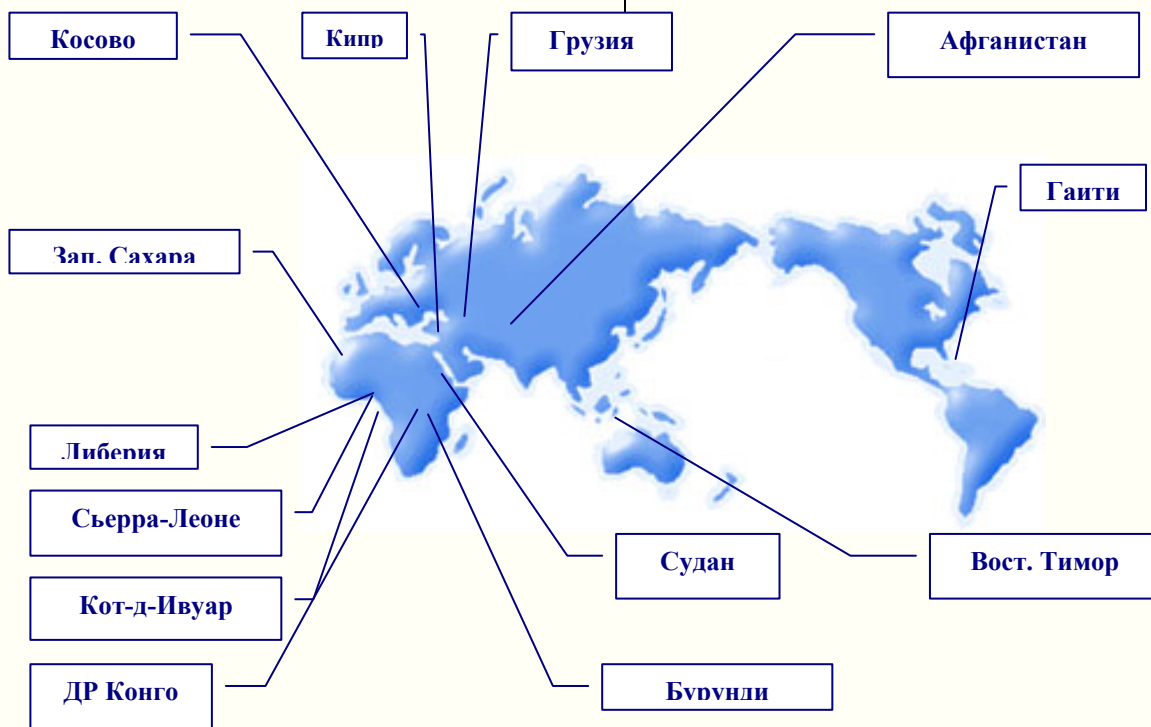 Косово
Кипр
Грузия
Афганистан
Гаити
Зап. Сахара
Либерия
Сьерра-Леоне
Судан
Вост. Тимор
Кот-д-Ивуар
ДР Конго
Бурунди